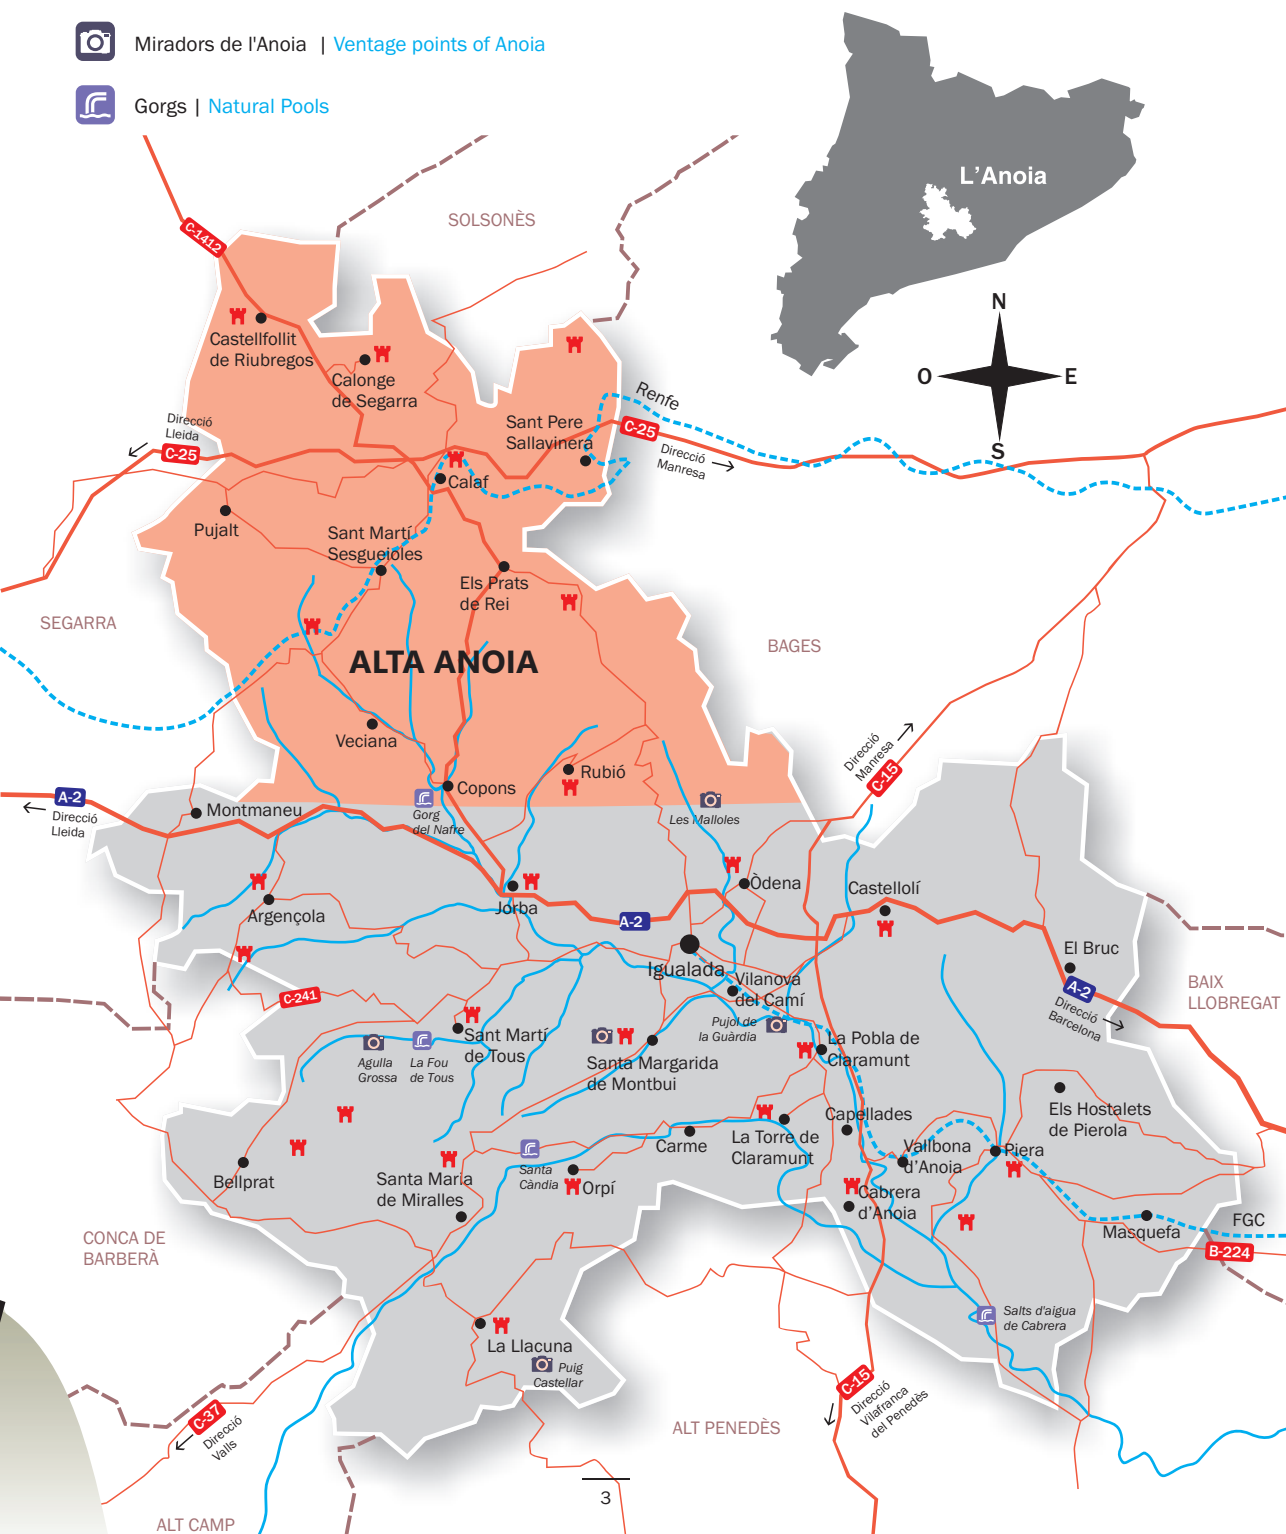 Miradors de l'Anoia | Ventage points of Anoia
Gorgs | Natural Pools
L'Anoia
N
O
E
S
SOLSONÈS
C-1412
Castellfollit
de Riubregos
Calonge
de Segarra
Renfe
Direcció
Lleida
C-25
Sant Pere
Sallavinera
C-25
Direcció
Manresa
Calaf
Pujalt
Sant Martí
Sesgueioles
Els Prats
de Rei
SEGARRA
BAGES
ALTA ANOIA
Veciana
Direcció
Manresa
C-15
Rubió
Copons
A-2
Direcció
Lleida
Montmaneu
Gorg
del Nafre
Les Malloles
Òdena
Castellolí
Argençola
Jorba
A-2
El Bruc
Igualada
A-2
Direcció
Barcelona
BAIX
LLOBREGAT
Vilanova
del Camí
C-241
Pujol de
la Guàrdia
Sant Martí
de Tous
Agulla
Grossa
La Fou
de Tous
Santa Margarida
de Montbui
La Pobla de
Claramunt
Els Hostalets
de Pierola
Capellades
La Torre de
Claramunt
Carme
Vallbona
d'Anoia
Piera
Bellprat
Santa Maria
de Miralles
Santa
Càndia
Orpí
Cabrera
d'Anoia
Masquefa
FGC
B-224
CONCA DE
BARBERÀ
Salts d'aigua
de Cabrera
La Llacuna
Puig
Castellar
C-15
Direcció
Vilafranca
del Penedès
C-37
Direcció
Valls
ALT PENEDÈS
3
ALT CAMP